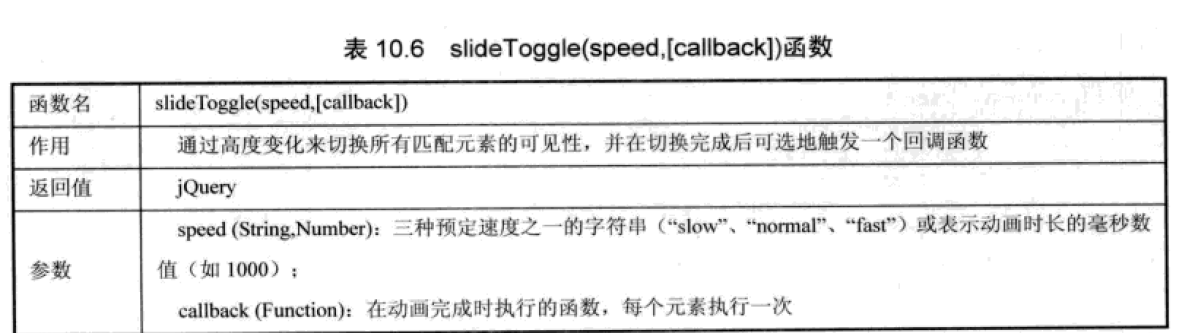 表 10.6 slideToggle(speed,[callback])函数
函数名 slideToggle(speed,[callback])
作用 通过高度变化来切换所有匹配元素的可见性，并在切换完成后可选地触发一个回调函数
返回值 jQuery
speed (String,Number)：三种预定速度之一的字符串（“slow”、“normal”、“fast”）或表示动画时长的毫秒数
参数 值（如 1000）；
callback (Function)：在动画完成时执行的函数，每个元素执行一次